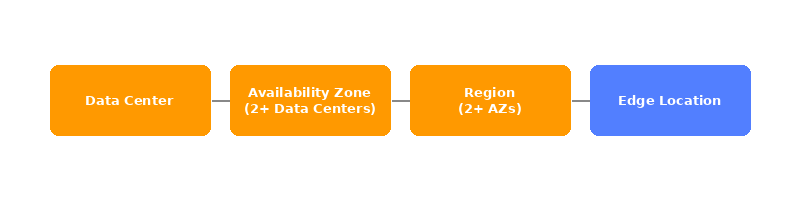 Data Center
Availability Zone
(2+ Data Centers)
Region
(2+ AZs)
Edge Location